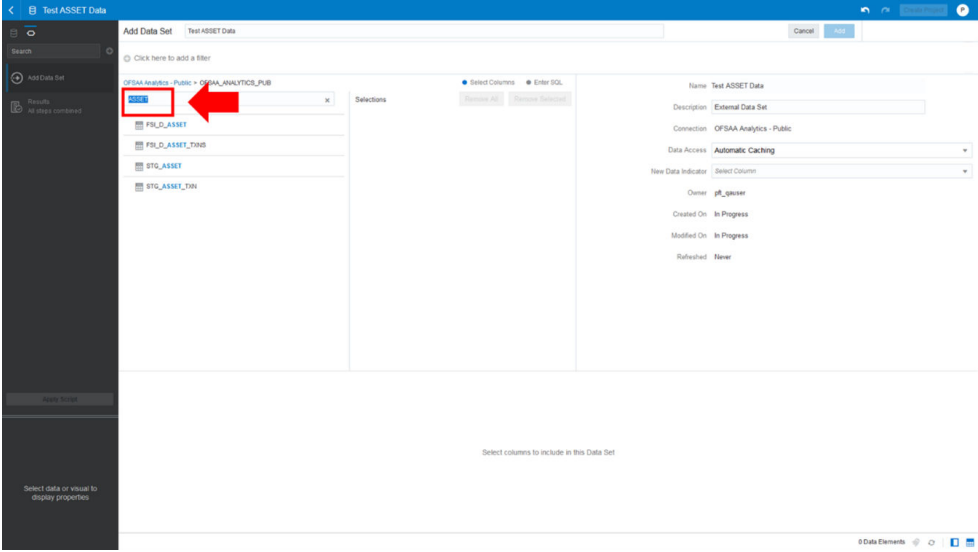 Test ASSET Data
Create Project
P
Search
Add Data Set
Results
All steps combined
Apply Script
Select data or visual to
display properties
Add Data Set
Test ASSET Data
Cancel
Add
Click here to add a filter
OFSAA Analytics - Public > OFSAA_ANALYTICS_PUB
ASSET
FSI_D_ASSET
FSI_D_ASSET_TXNS
STG_ASSET
STG_ASSET_TXN
Select Columns
Enter SQL
Selections
Remove All
Remove Selected
Name Test ASSET Data
Description External Data Set
Connection OFSAA Analytics - Public
Data Access Automatic Caching
New Data Indicator Select Column
Owner pft_qauser
Created On In Progress
Modified On In Progress
Refreshed Never
Select columns to include in this Data Set
0 Data Elements